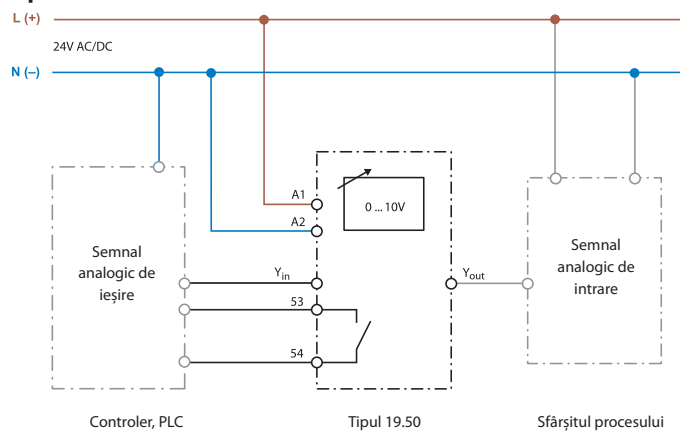 L (+)
24V AC/DC
N (–)
A1
0 ... 10V
A2
Semnal
analogic de
ieșire
Yin
53
54
Yout
Semnal
analogic de
intrare
Controler, PLC
Tipul 19.50
Sfârșitul procesului